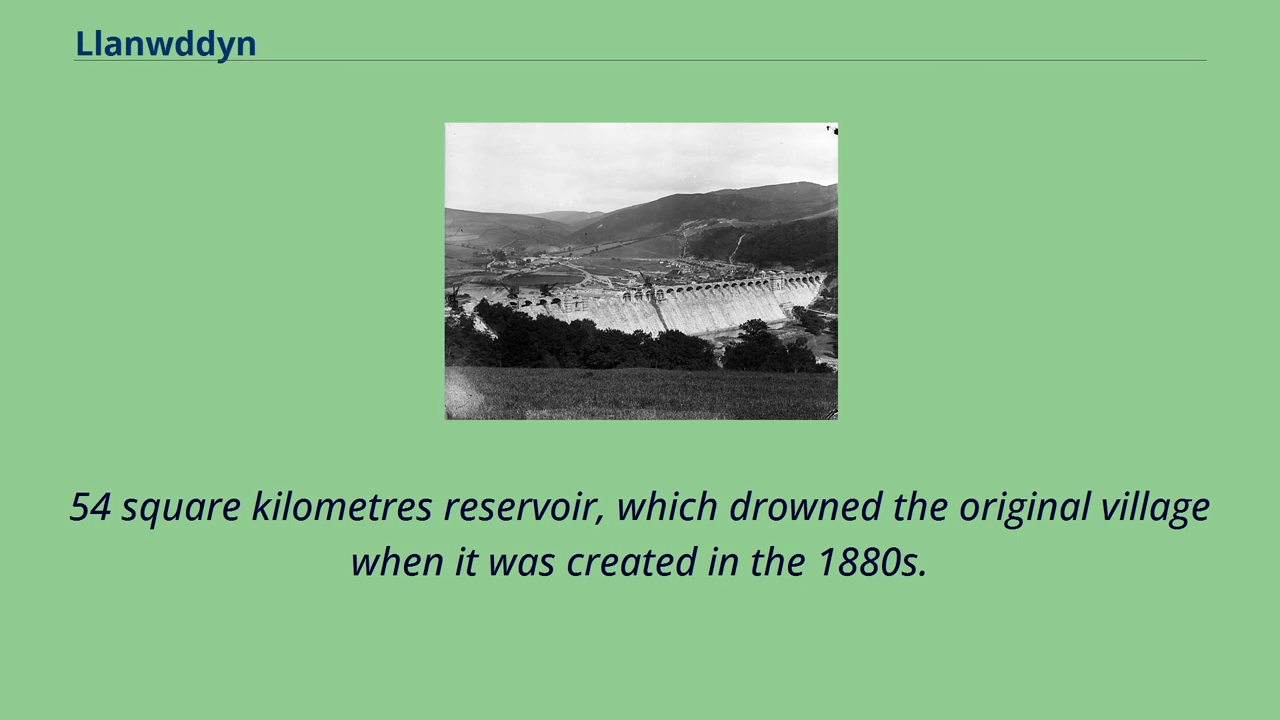 Llanwddyn
54 square kilometres reservoir, which drowned the original village
when it was created in the 1880s.